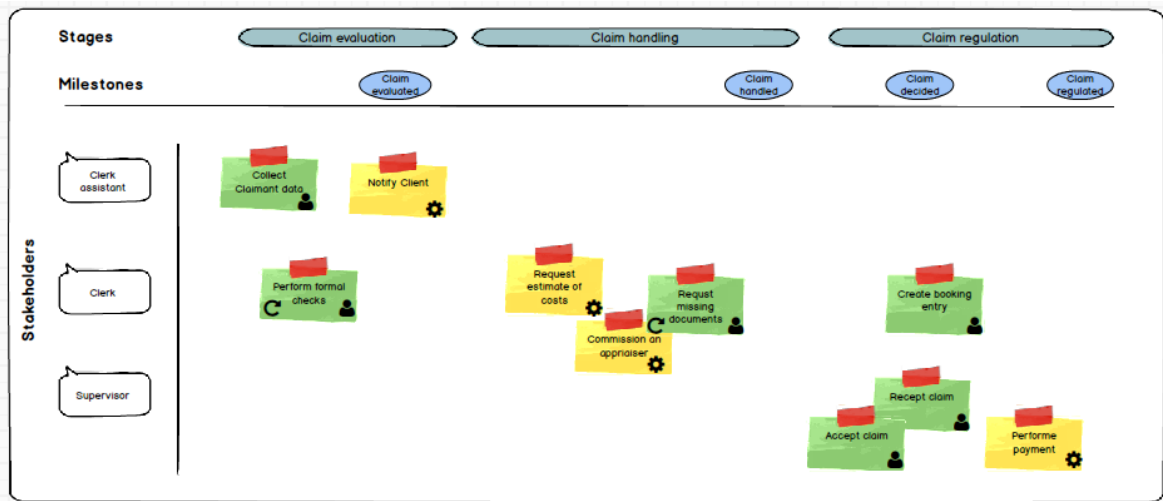 Stages
Claim evaluation
Claim handling
Claim regulation
Milestones
Claim
evaluated
Claim
handled
Claim
decided
Claim
regulated
Stakeholders
Clerk
assistant
Collect
Claimant data
Notify Client
Clerk
Perform formal
checks
Request
estimate of
costs
Commission an
appriaiser
Requst
missing
documents
Create booking
entry
Supervisor
Recept claim
Accept claim
Performe
payment